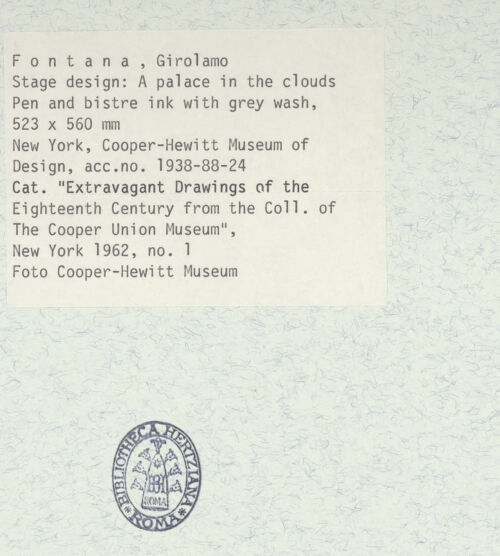 F o n t a n a , Girolamo
Stage design: A palace in the clouds
Pen and bistre ink with grey wash,
523 x 560 mm
New York, Cooper-Hewitt Museum of
Design, acc.no. 1938-88-24
Cat. "Extravagant Drawings of the
Eighteenth Century from the Coll. of
The Cooper Union Museum",
New York 1962, no. 1
Foto Cooper-Hewitt Museum
BIBLIOTHECA HERTZIANA
ROMA
* ROMA *